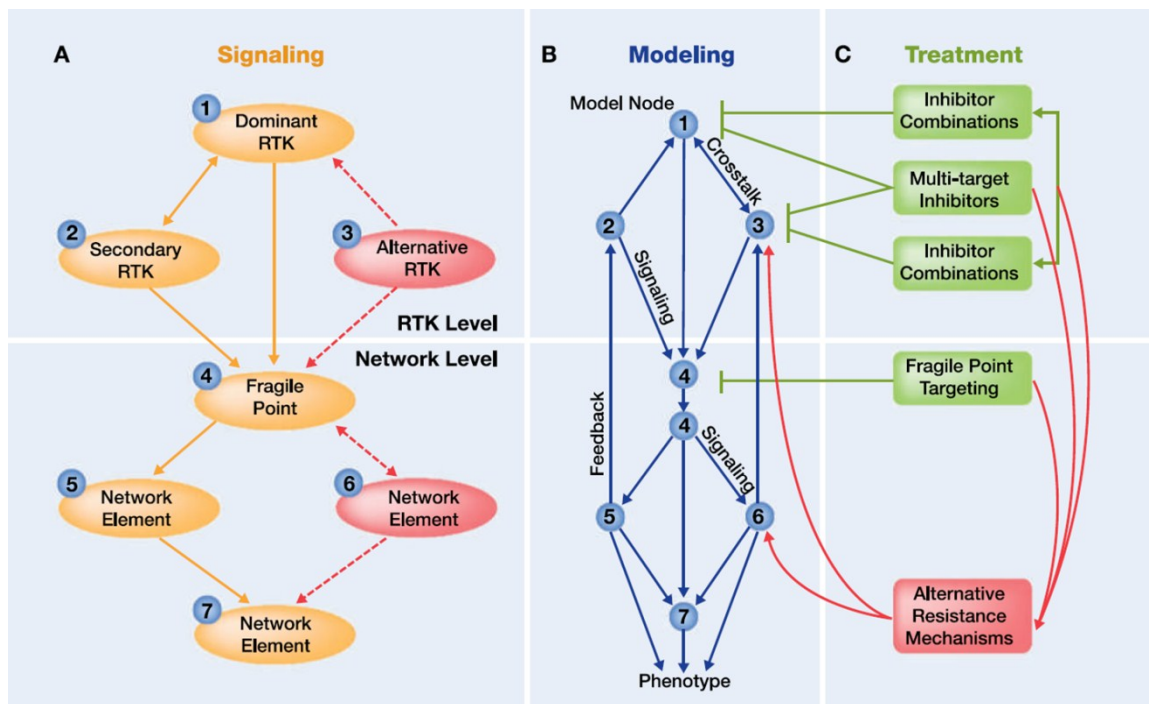 A
Signaling
1
Dominant
RTK
2
Secondary
RTK
3
Alternative
RTK
RTK Level
Network Level
4
Fragile
Point
5
Network
Element
6
Network
Element
7
Network
Element
B
Modeling
Model Node
1
Crosstalk
2
3
Signaling
4
4
Feedback
Signaling
5
6
7
Phenotype
C
Treatment
Inhibitor
Combinations
Multi-target
Inhibitors
Inhibitor
Combinations
Fragile Point
Targeting
Alternative
Resistance
Mechanisms